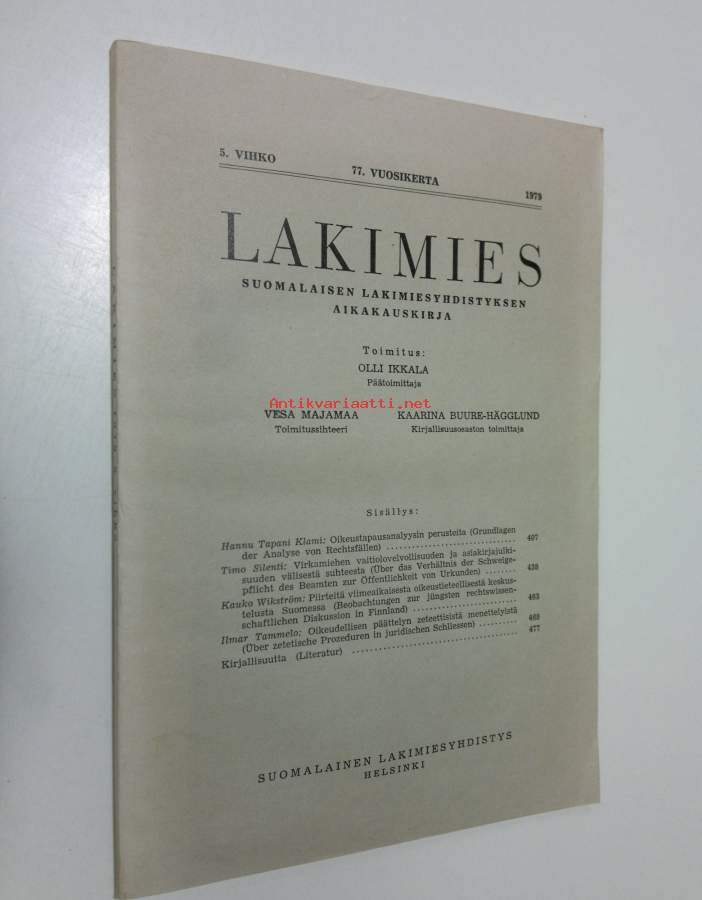 5. VIHKO 77. VUOSIKERTA 1979
LAKIMIES
SUOMALAISEN LAKIMIESYHDISTYKSEN
AIKAKAUSKIRJA
Toimitus:
OLLI IKKALA
Päätoimittaja
Antikvariaatti.net
VESA MAJAMAA KAARINA BUURE-HÄGGLUND
Toimitussihteeri Kirjallisuusosaston toimittaja
Sisällys:
Hannu Tapani Klami: Oikeustapausanalyysin perusteita (Grundlagen
der Analyse von Rechtsfällen) 407
Timo Silenti: Virkamiehen vaitiolovelvollisuuden ja asiakirjajulki-
suuden välisestä suhteesta (Über das Verhältnis der Schweige-
pflicht des Beamten zur Öffentlichkeit von Urkunden) 438
Kauko Wikström: Piirteitä viimeaikaisesta oikeustieteellisestä keskus-
telusta Suomessa (Beobachtungen zur jüngsten rechtswissen-
schaftlichen Diskussion in Finnland) 463
Ilmar Tammelo: Oikeudellisen päättelyn zeteettisistä menettelyistä
(Über zetetische Prozeduren in juridischen Schliessen) 469
Kirjallisuutta (Literatur) 477
SUOMALAINEN LAKIMIESYHDISTYS
HELSINKI